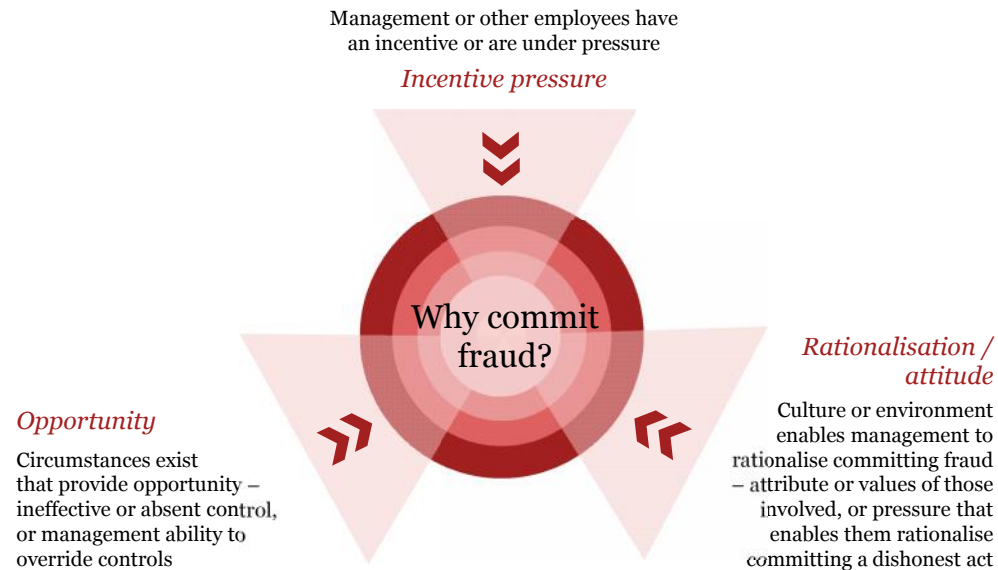 Management or other employees have
an incentive or are under pressure
Incentive pressure
Why commit
fraud?
Opportunity
Circumstances exist
that provide opportunity –
ineffective or absent control,
or management ability to
override controls
Rationalisation /
attitude
Culture or environment
enables management to
rationalise committing fraud
– attribute or values of those
involved, or pressure that
enables them rationalise
committing a dishonest act